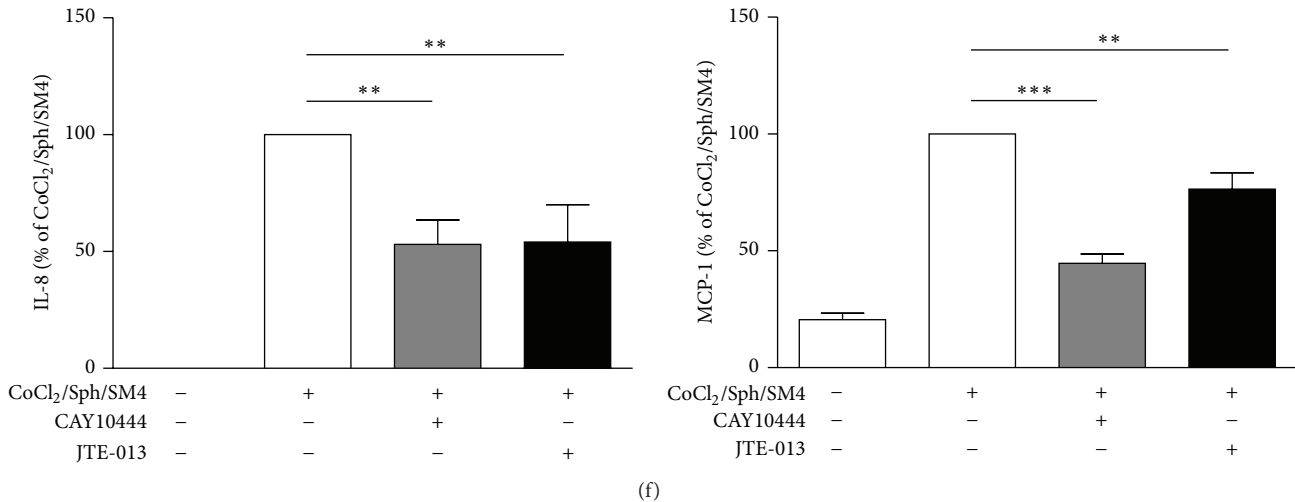 150
100
50
0
IL-8 (% of CoCl₂/Sph/SM4)
**
**
CoCl₂/Sph/SM4 − + + +
CAY10444 − − + −
JTE-013 − − − +
150
100
50
0
MCP-1 (% of CoCl₂/Sph/SM4)
**
***
CoCl₂/Sph/SM4 − + + +
CAY10444 − − + −
JTE-013 − − − +
(f)